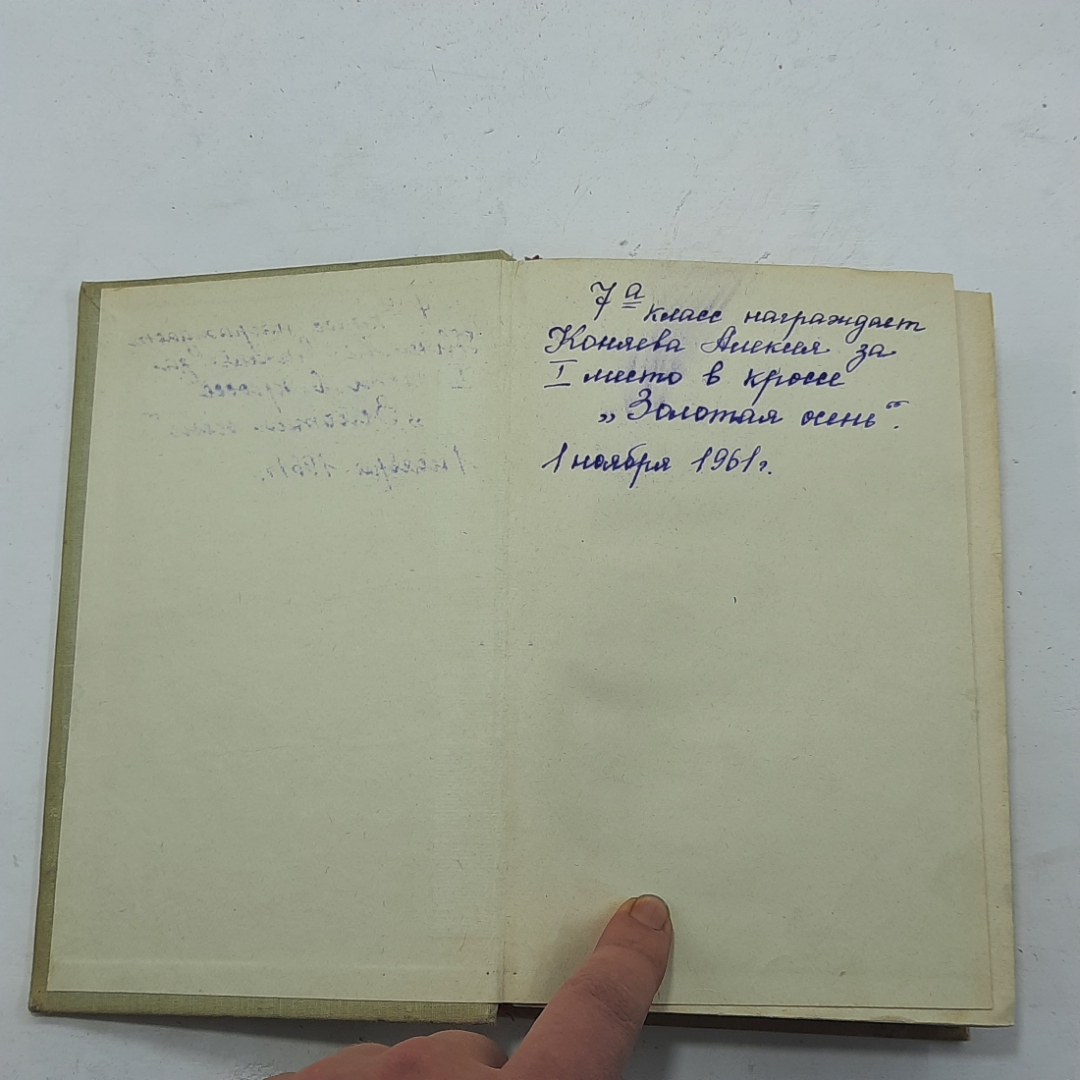 7а класс награждает
Коняева Алексея за
I место в кроссе
„Золотая осень“.
1 ноября 1961г.